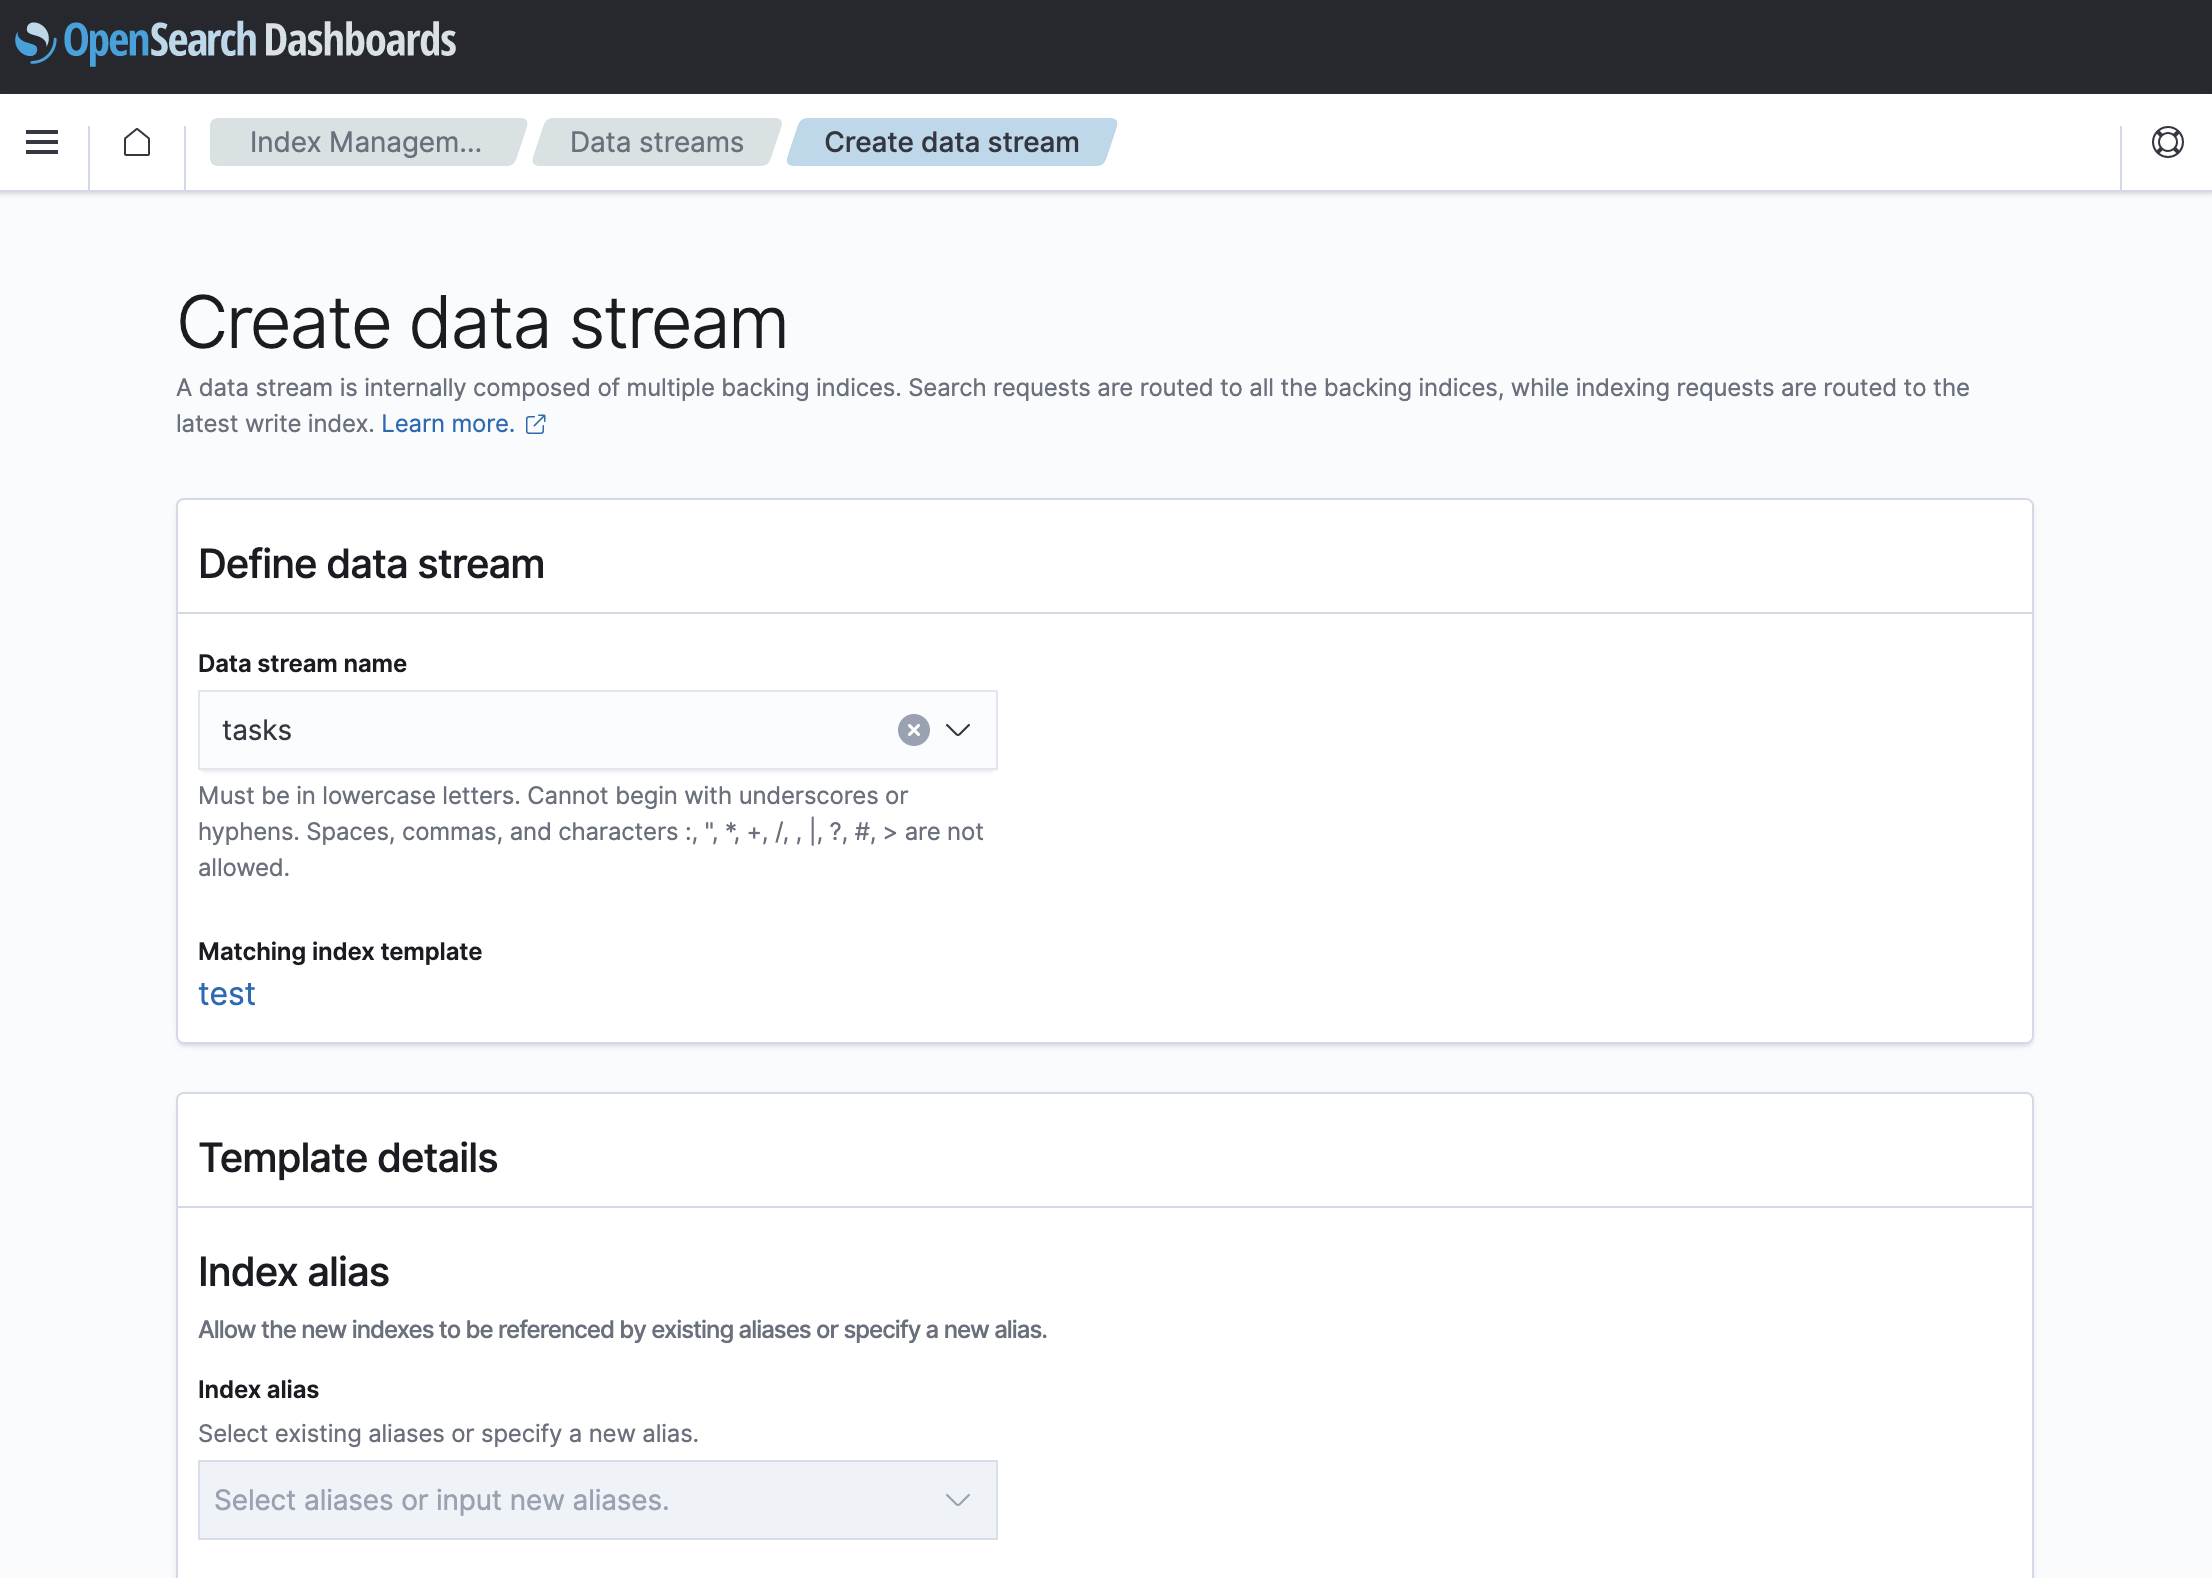 OpenSearch Dashboards
Index Managem...
Data streams
Create data stream
Create data stream
A data stream is internally composed of multiple backing indices. Search requests are routed to all the backing indices, while indexing requests are routed to the
latest write index. Learn more.
Define data stream
Data stream name
tasks
Must be in lowercase letters. Cannot begin with underscores or
hyphens. Spaces, commas, and characters :, ", *, +, /, , |, ?, #, > are not
allowed.
Matching index template
test
Template details
Index alias
Allow the new indexes to be referenced by existing aliases or specify a new alias.
Index alias
Select existing aliases or specify a new alias.
Select aliases or input new aliases.